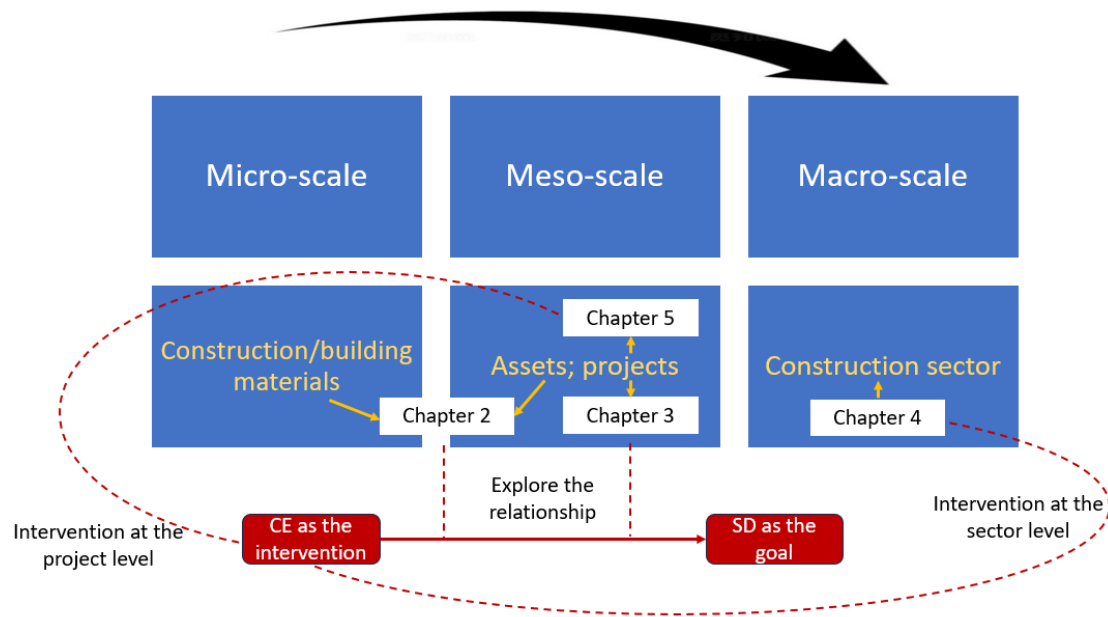 Micro-scale
Meso-scale
Macro-scale
Construction/building
materials
Chapter 5
Assets; projects
Chapter 2
Chapter 3
Construction sector
Chapter 4
Explore the
relationship
Intervention at the
project level
CE as the
intervention
SD as the
goal
Intervention at the
sector level